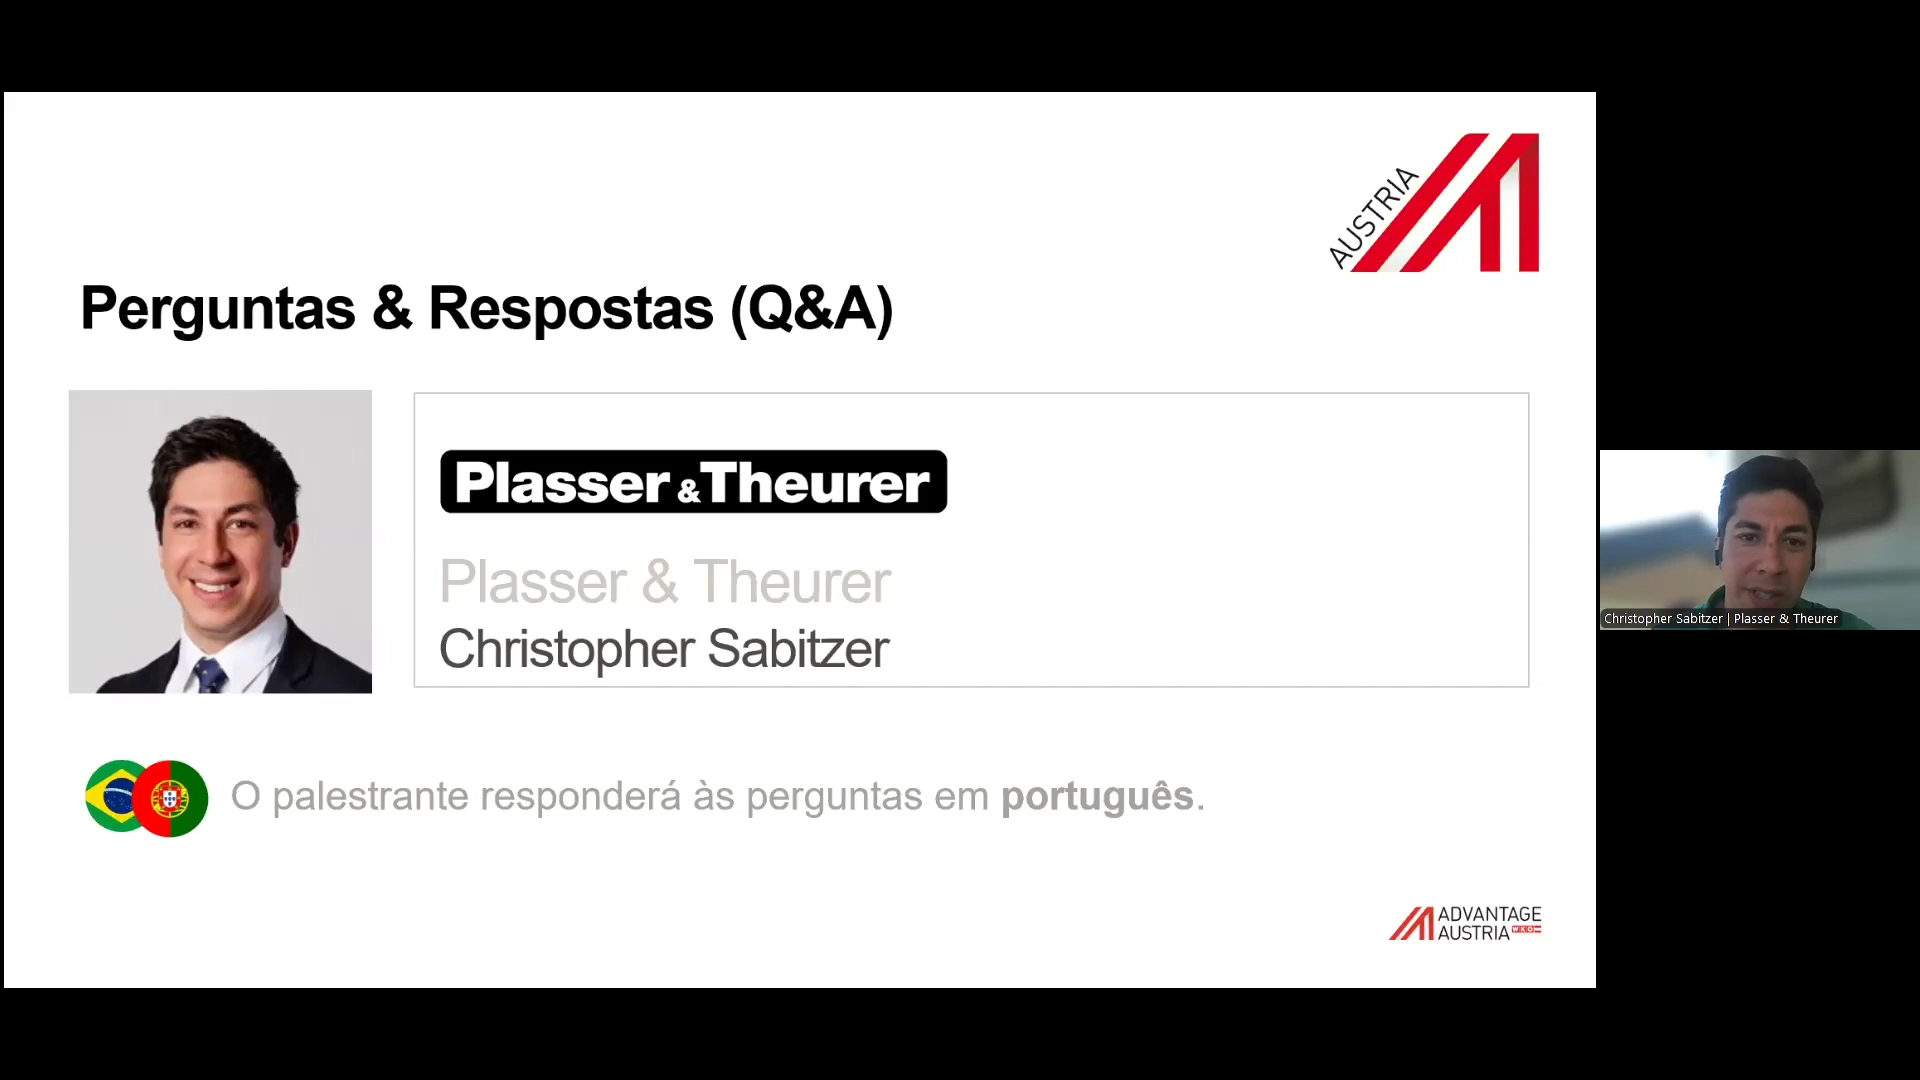 AUSTRIA
Perguntas & Respostas (Q&A)
Plasser & Theurer
Plasser & Theurer
Christopher Sabitzer
Christopher Sabitzer | Plasser & Theurer
O palestrante responderá às perguntas em português.
ADVANTAGE
AUSTRIA WKO